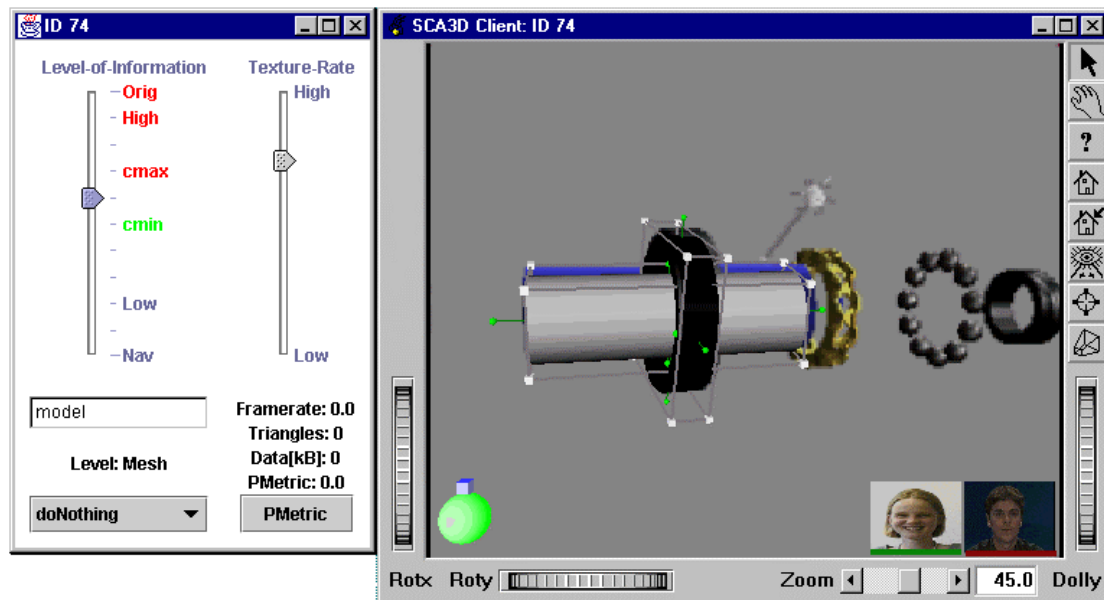 ID 74
Level-of-Information
Texture-Rate
Orig
High
High
cmax
cmin
Low
Nav
Low
model
Framerate: 0.0
Triangles: 0
Data[kB]: 0
PMetric: 0.0
Level: Mesh
doNothing
PMetric
SCA3D Client: ID 74
?
Rotx Roty
Zoom
45.0
Dolly